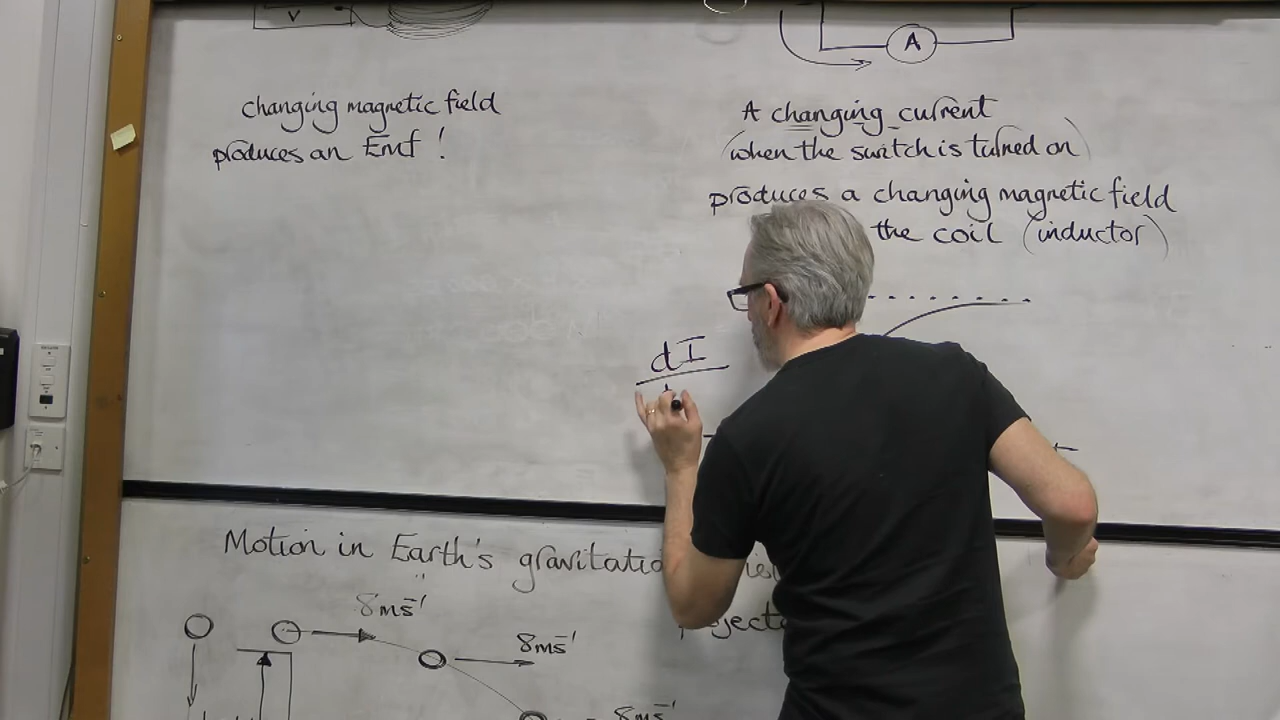 V
A
changing magnetic field
produces an Emf !
A changing current
(when the switch is turned on)
produces a changing magnetic field
the coil (inductor)
dI
Motion in Earth's gravitatio
8ms⁻¹
8ms⁻¹
8ms⁻¹